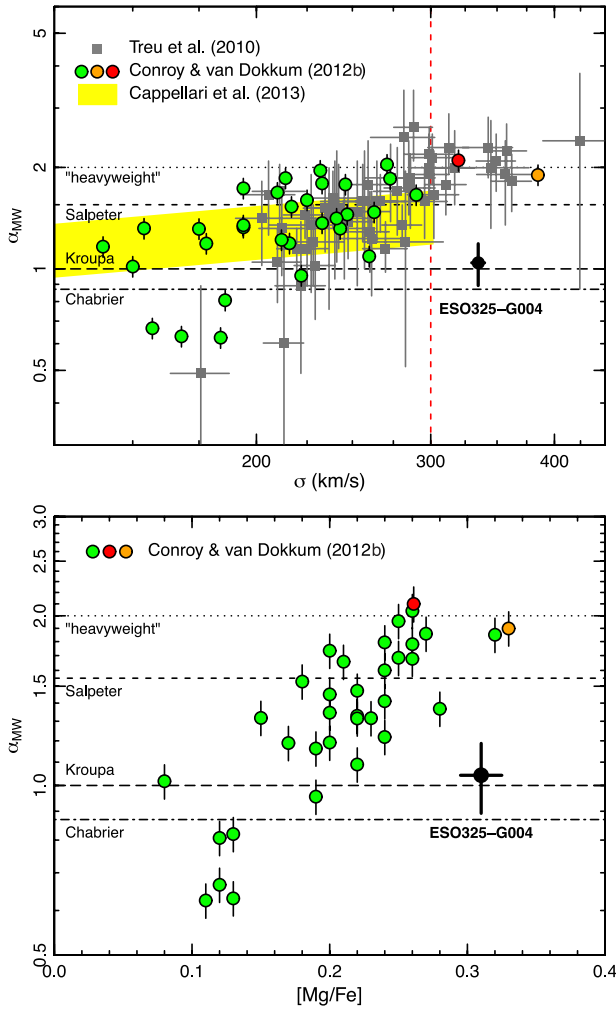 5
2
1
0.5
α_MW
Treu et al. (2010)
Conroy & van Dokkum (2012b)
Cappellari et al. (2013)
"heavyweight"
Salpeter
Kroupa
Chabrier
ESO325−G004
200 300 400
σ (km/s)
3.0
2.5
2.0
1.5
1.0
0.5
α_MW
Conroy & van Dokkum (2012b)
"heavyweight"
Salpeter
Kroupa
Chabrier
ESO325−G004
0.0 0.1 0.2 0.3 0.4
[Mg/Fe]